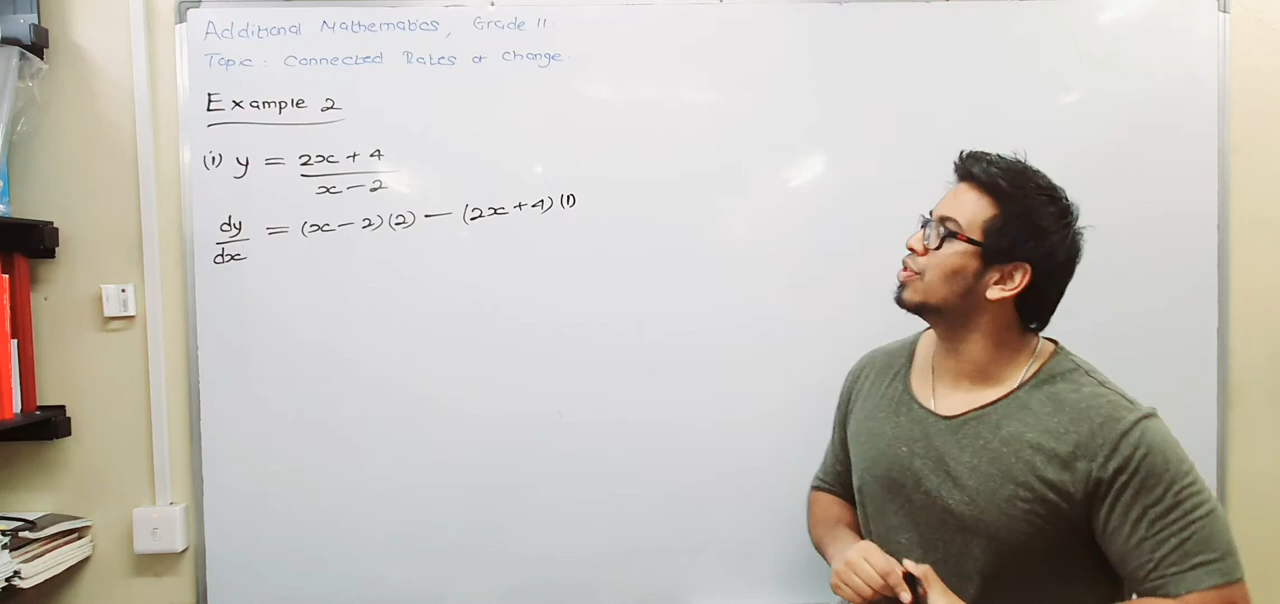 Additional Mathematics, Grade 11.
Topic: Connected Rates of Change.
Example 2
(i) y = 2x + 4
x - 2
dy = (x - 2)(2) - (2x + 4)(1)
dx